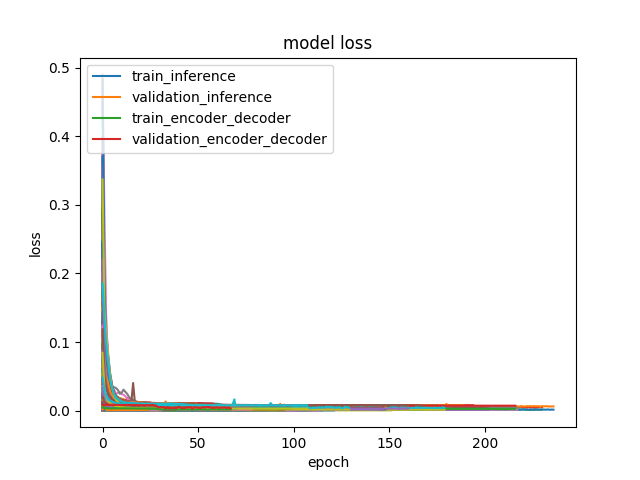 model loss
0.5
0.4
0.3
0.2
0.1
0.0
loss
train_inference
validation_inference
train_encoder_decoder
validation_encoder_decoder
0 50 100 150 200
epoch